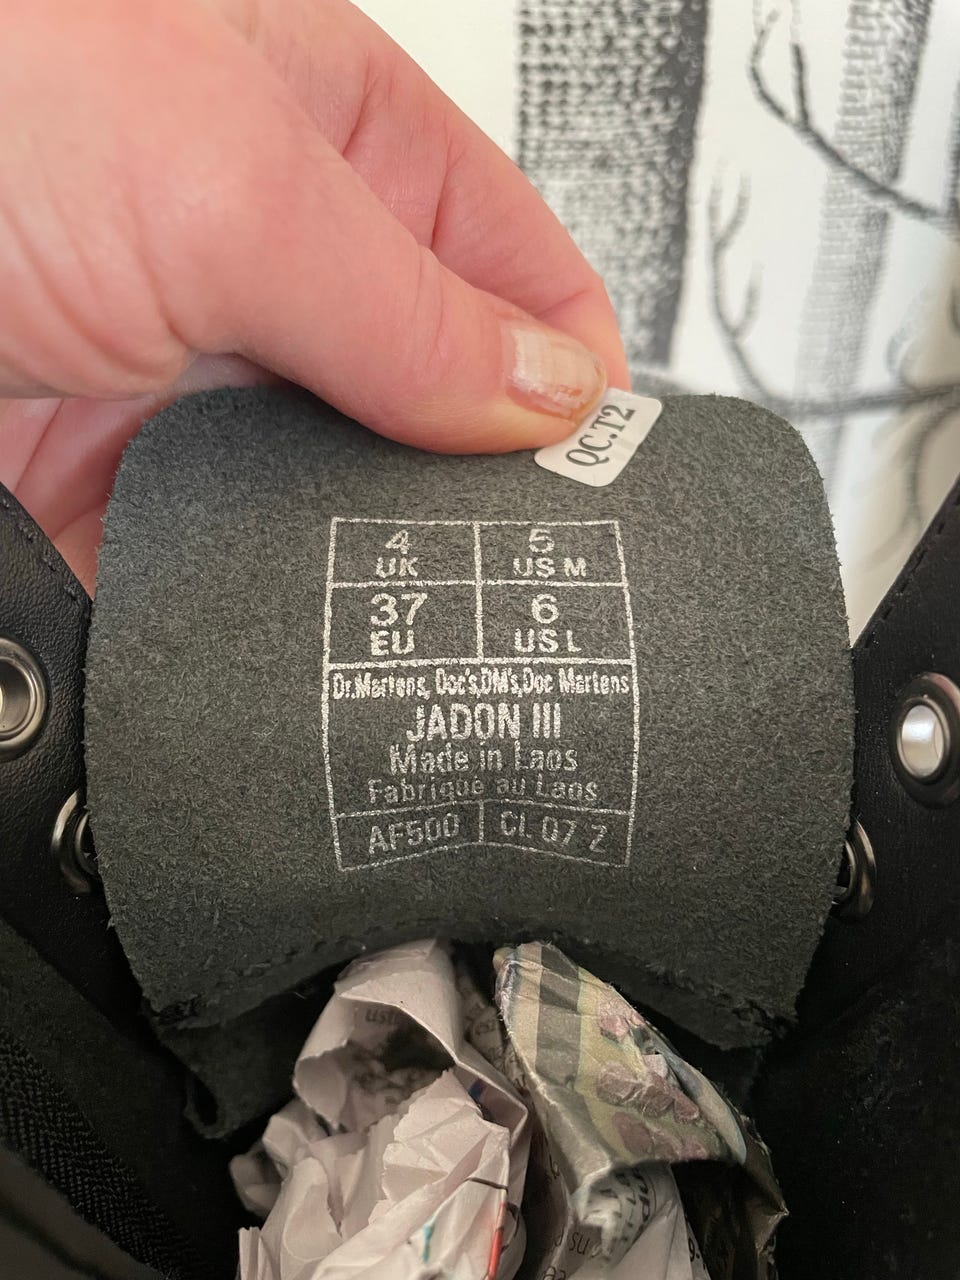 QC.T2
4 5
UK US M
37 6
EU US L
Dr.Martens, Doc's,DM's,Doc Martens
JADON III
Made in Laos
Fabriqué au Laos
AF500 CL 07 Z